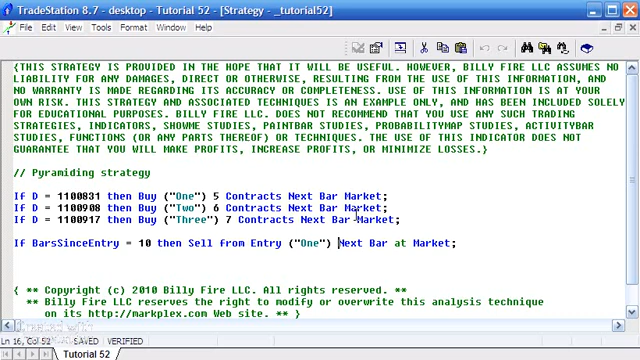 TradeStation 8.7 - desktop - Tutorial 52 - [Strategy - _tutorial52]
File Edit View Insert Format Window Help
{THIS STRATEGY IS PROVIDED IN THE HOPE THAT IT WILL BE USEFUL. HOWEVER, BILLY FIRE LLC ASSUMES NO
LIABILITY FOR ANY DAMAGES, DIRECT OR OTHERWISE, RESULTING FROM THE USE OF THIS INFORMATION, AND
NO WARRANTY IS MADE REGARDING ITS ACCURACY OR COMPLETENESS. USE OF THIS INFORMATION IS AT YOUR
OWN RISK. THIS STRATEGY AND ASSOCIATED TECHNIQUES IS AN EXAMPLE ONLY, AND HAS BEEN INCLUDED SOLELY
FOR EDUCATIONAL PURPOSES. BILLY FIRE LLC. DOES NOT RECOMMEND THAT YOU USE ANY SUCH TRADING
STRATEGIES, INDICATORS, SHOWME STUDIES, PAINTBAR STUDIES, PROBABILITYMAP STUDIES, ACTIVITYBAR
STUDIES, FUNCTIONS (OR ANY PARTS THEREOF) OR TECHNIQUES. THE USE OF THIS INDICATOR DOES NOT
GUARANTEE THAT YOU WILL MAKE PROFITS, INCREASE PROFITS, OR MINIMIZE LOSSES.}
// Pyramiding strategy
If D = 1100831 then Buy ("One") 5 Contracts Next Bar Market;
If D = 1100908 then Buy ("Two") 6 Contracts Next Bar Market;
If D = 1100917 then Buy ("Three") 7 Contracts Next Bar Market;
If BarsSinceEntry = 10 then Sell from Entry ("One") Next Bar at Market;
{ ** Copyright (c) 2010 Billy Fire LLC. All rights reserved. **
** Billy Fire LLC reserves the right to modify or overwrite this analysis technique
on its http://markplex.com Web site. ** }
Ln 16, Col 52 SAVED VERIFIED
Tutorial 52